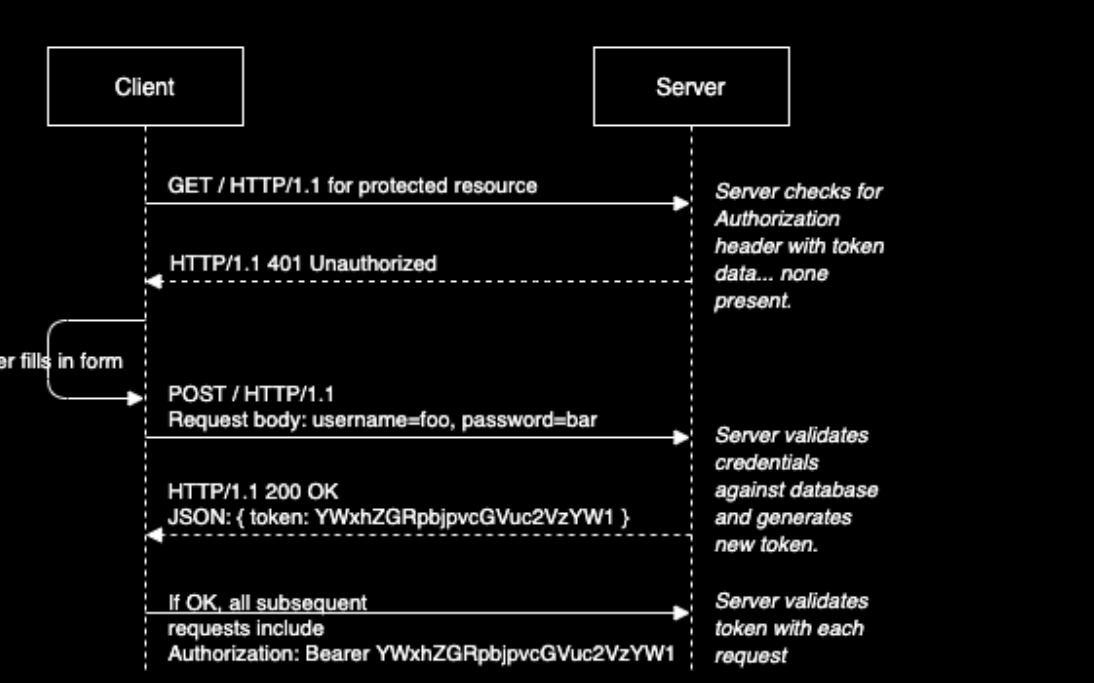 Client
Server
GET / HTTP/1.1 for protected resource
Server checks for
Authorization
header with token
data... none
present.
HTTP/1.1 401 Unauthorized
er fills in form
POST / HTTP/1.1
Request body: username=foo, password=bar
Server validates
credentials
against database
and generates
new token.
HTTP/1.1 200 OK
JSON: { token: YWxhZGRpbjpvcGVuc2VzYW1 }
If OK, all subsequent
requests include
Authorization: Bearer YWxhZGRpbjpvcGVuc2VzYW1
Server validates
token with each
request